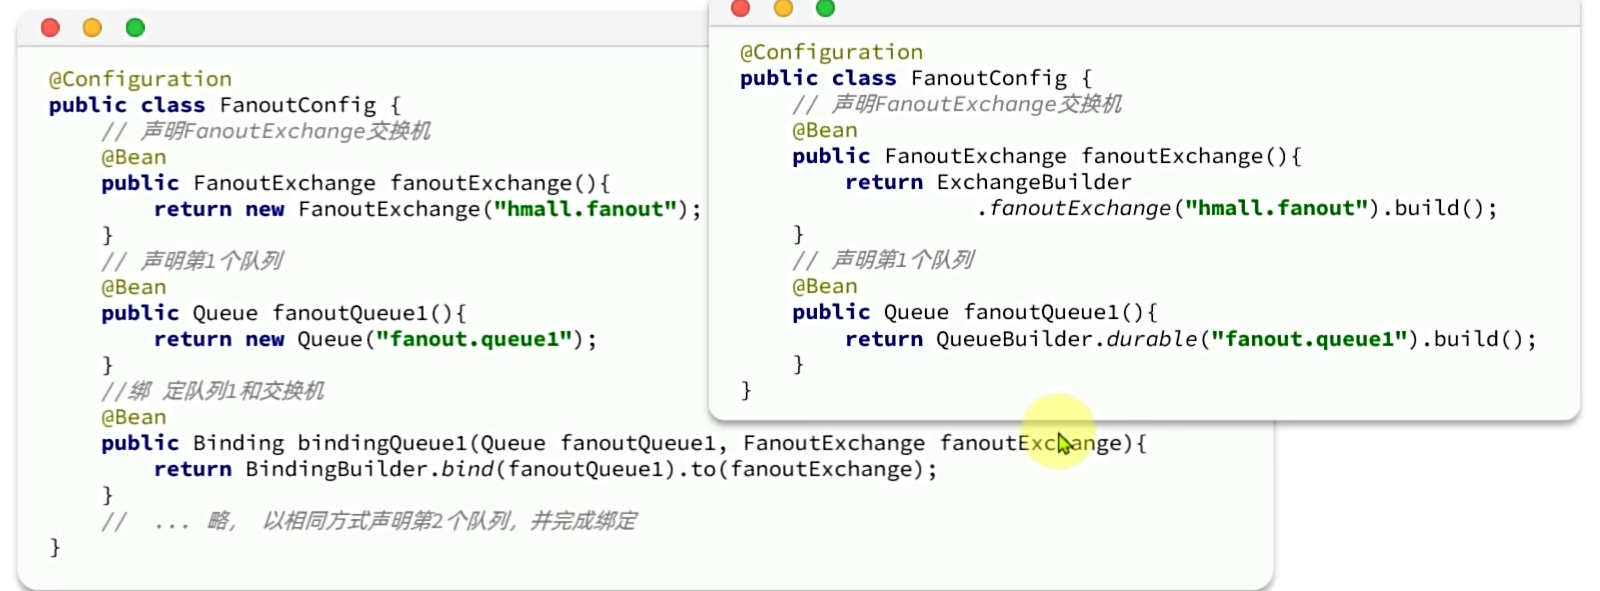 @Configuration
public class FanoutConfig {
// 声明FanoutExchange交换机
@Bean
public FanoutExchange fanoutExchange(){
return new FanoutExchange("hmall.fanout");
}
// 声明第1个队列
@Bean
public Queue fanoutQueue1(){
return new Queue("fanout.queue1");
}
//绑 定队列1和交换机
@Bean
public Binding bindingQueue1(Queue fanoutQueue1, FanoutExchange fanoutExchange){
return BindingBuilder.bind(fanoutQueue1).to(fanoutExchange);
}
// ... 略, 以相同方式声明第2个队列，并完成绑定
}
@Configuration
public class FanoutConfig {
// 声明FanoutExchange交换机
@Bean
public FanoutExchange fanoutExchange(){
return ExchangeBuilder
.fanoutExchange("hmall.fanout").build();
}
// 声明第1个队列
@Bean
public Queue fanoutQueue1(){
return QueueBuilder.durable("fanout.queue1").build();
}
}